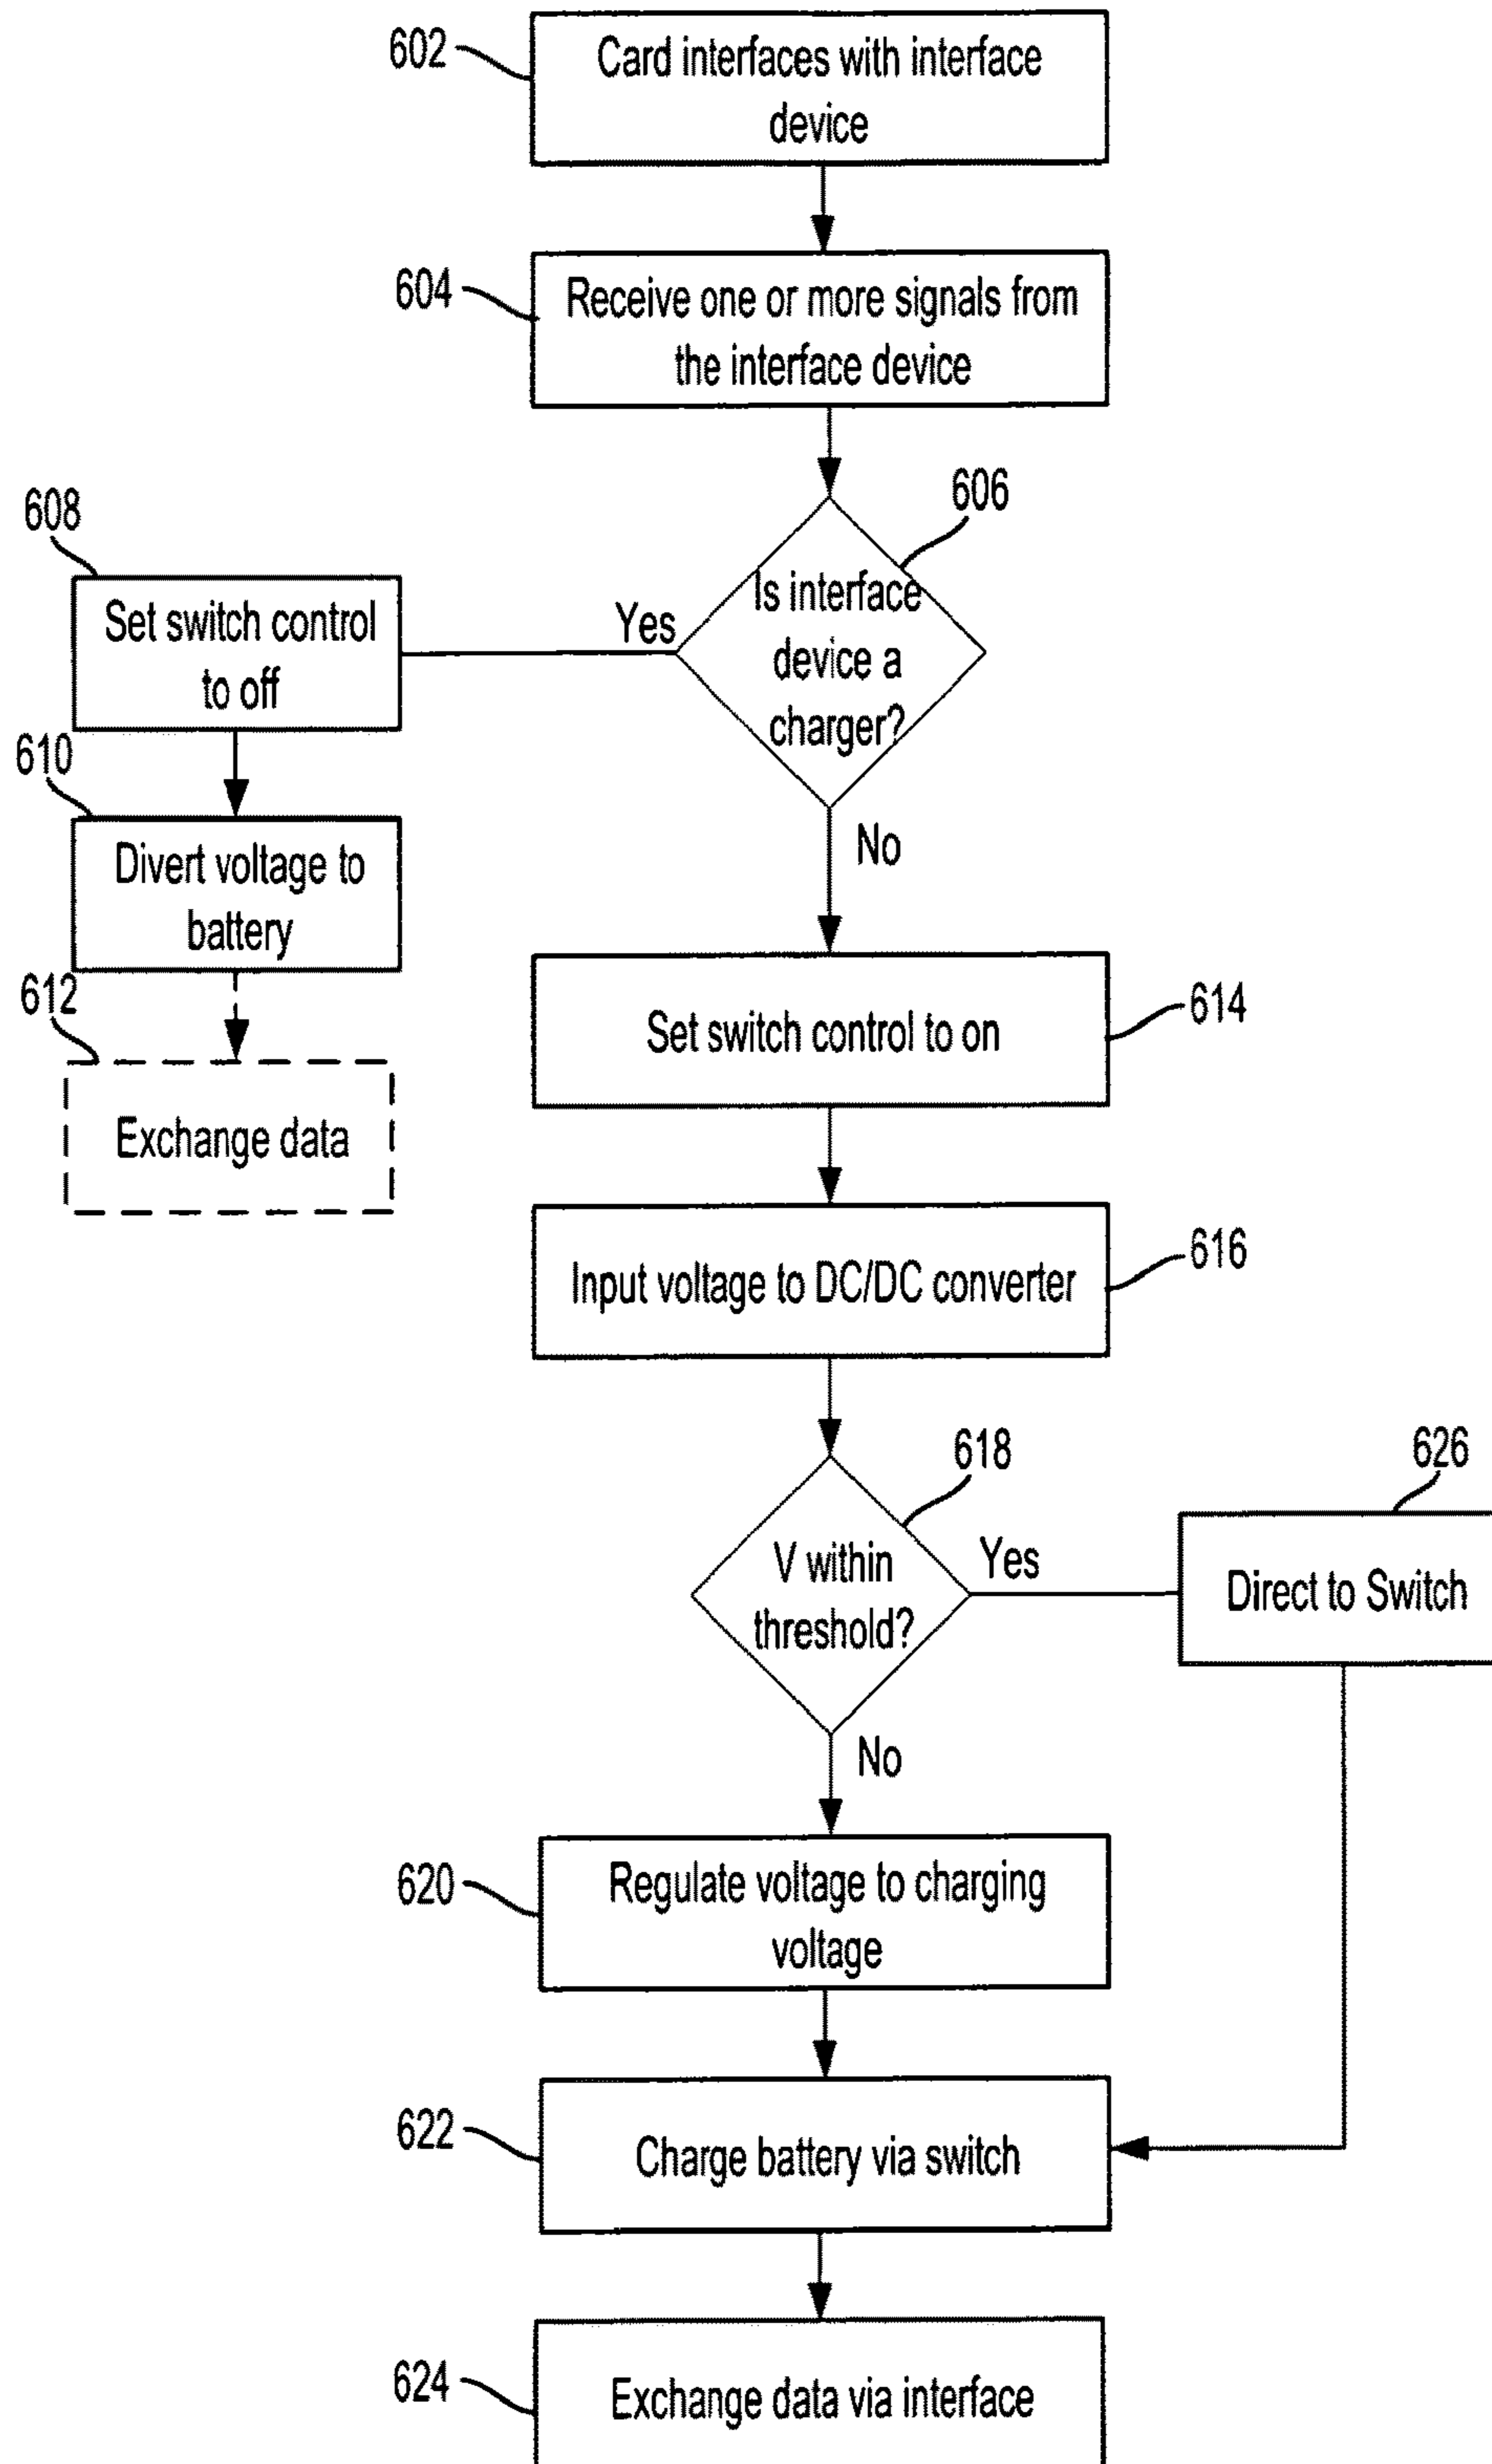 602
Card interfaces with interface
device
604
Receive one or more signals from
the interface device
606
Is interface
device a
charger?
Yes
608
Set switch control
to off
610
Divert voltage to
battery
612
Exchange data
No
614
Set switch control to on
616
Input voltage to DC/DC converter
618
V within
threshold?
Yes
626
Direct to Switch
No
620
Regulate voltage to charging
voltage
622
Charge battery via switch
624
Exchange data via interface